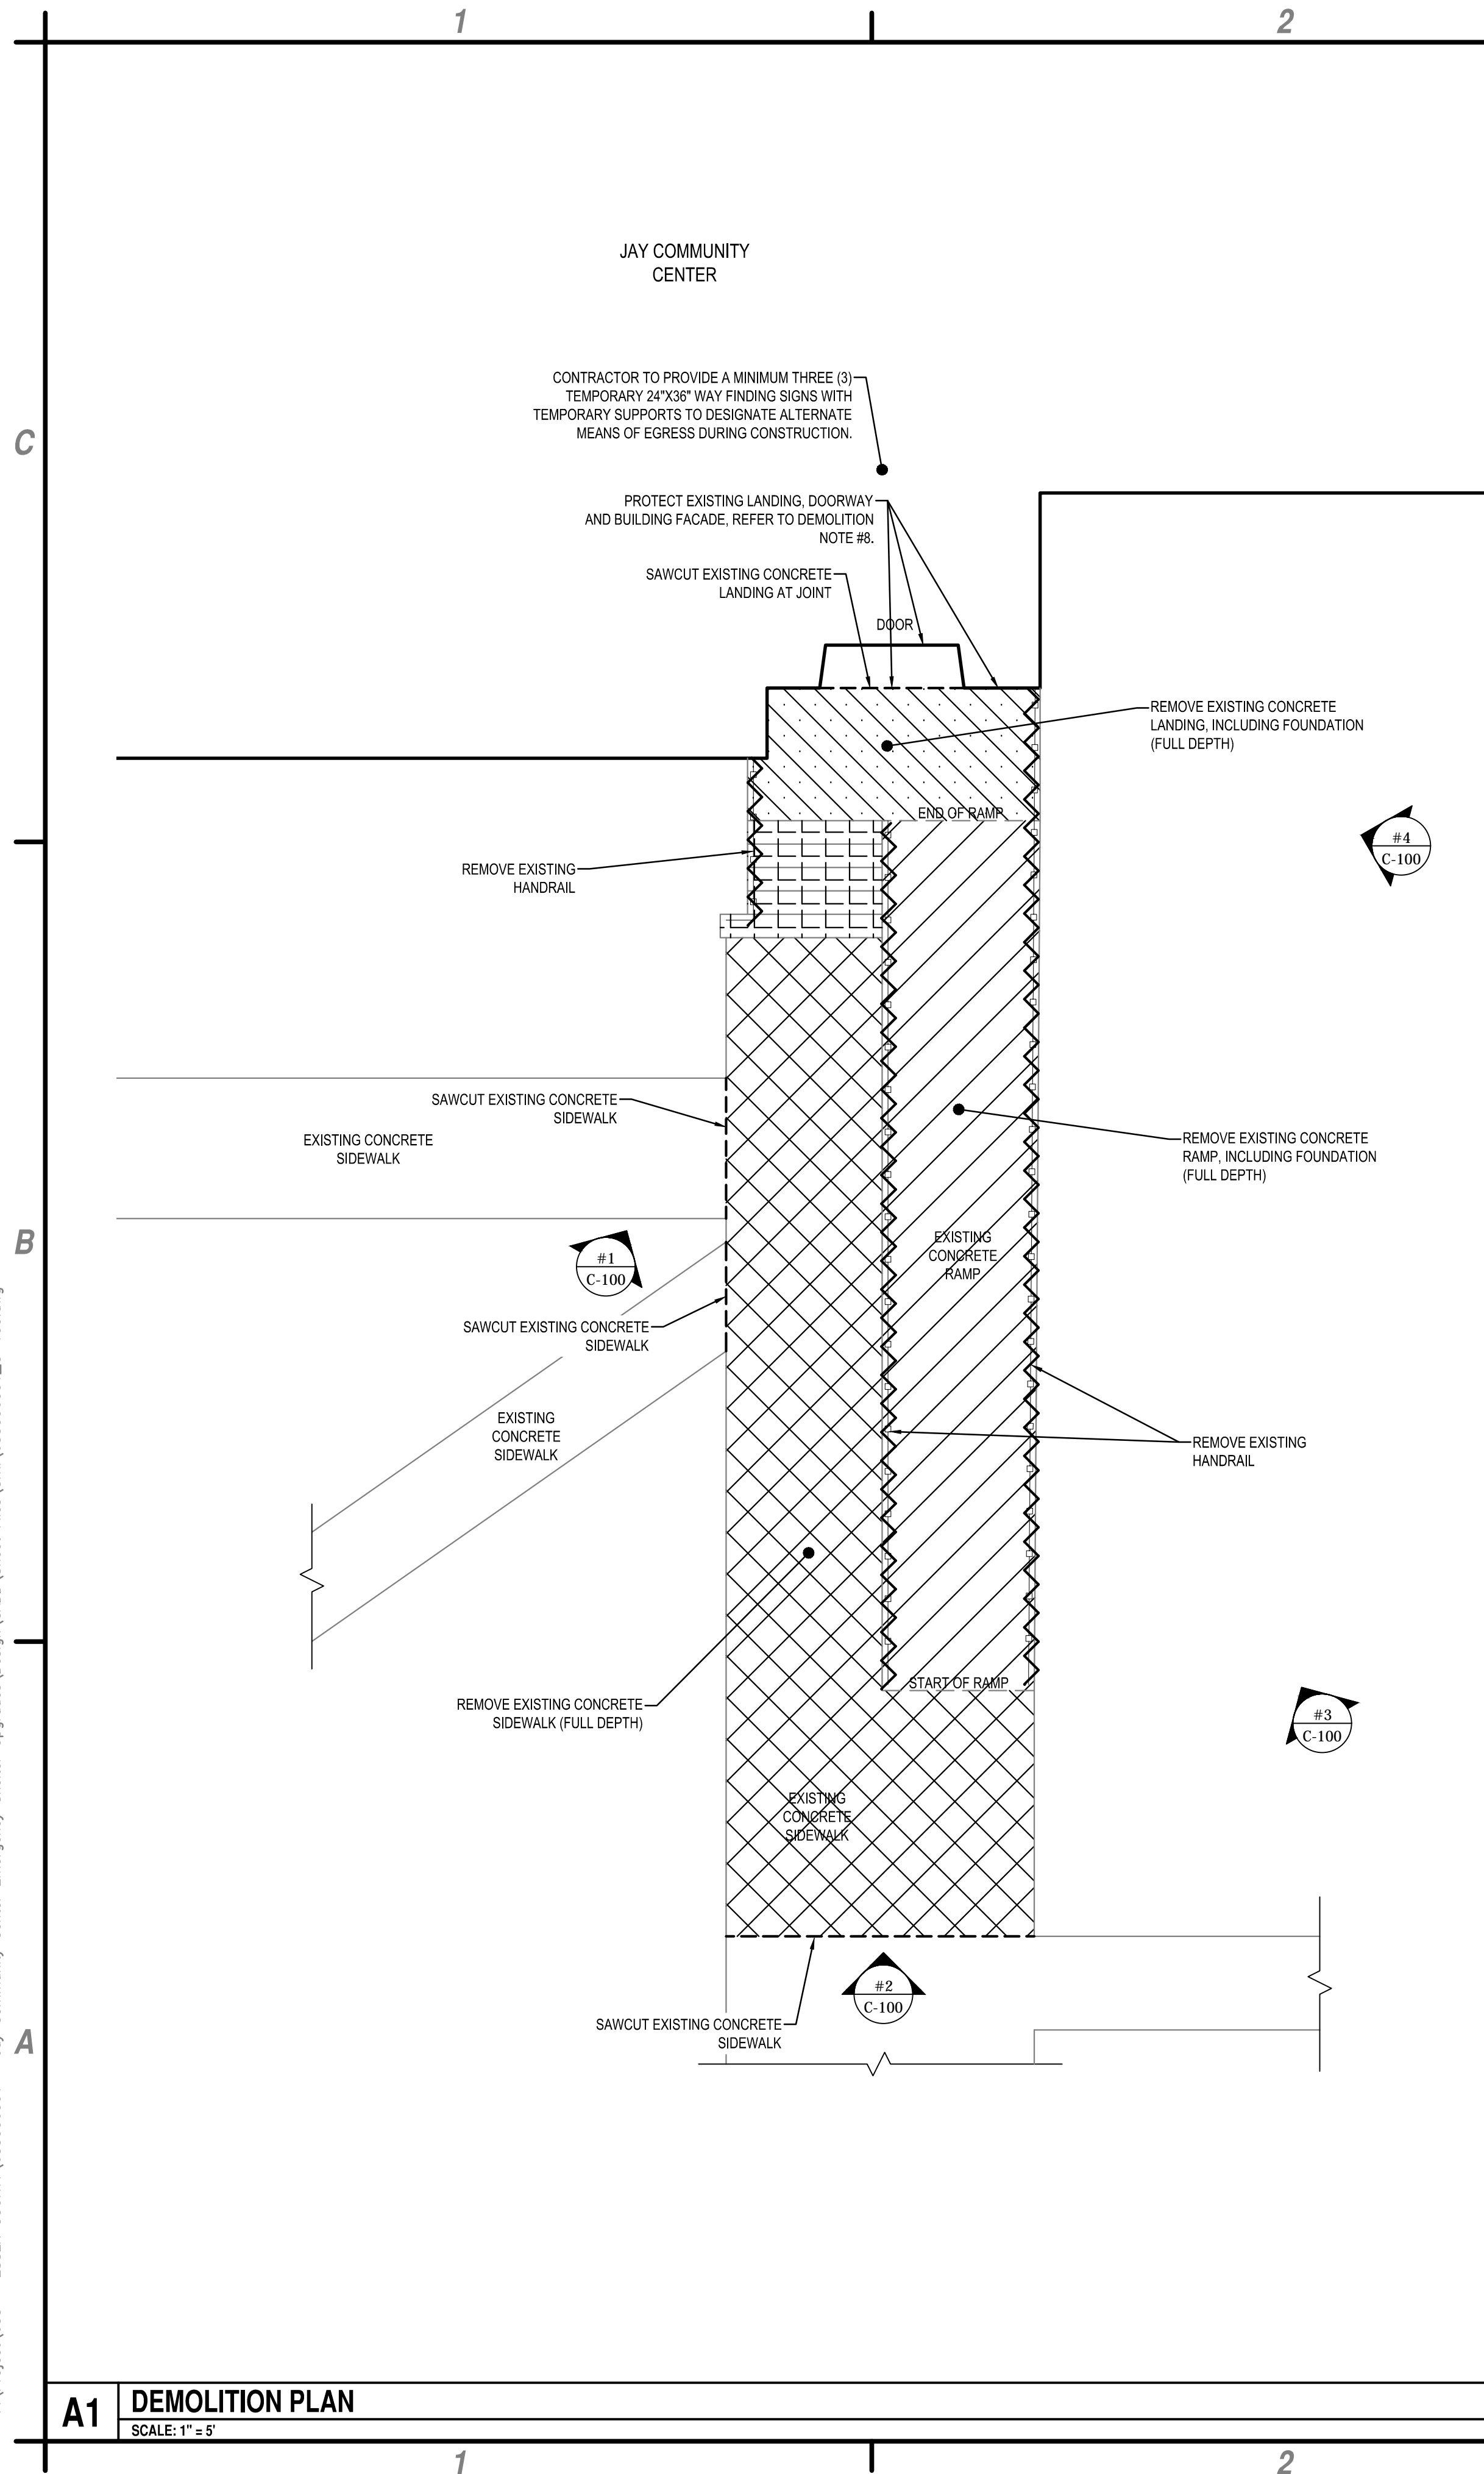 1
2
JAY COMMUNITY
CENTER
CONTRACTOR TO PROVIDE A MINIMUM THREE (3)
TEMPORARY 24"X36" WAY FINDING SIGNS WITH
TEMPORARY SUPPORTS TO DESIGNATE ALTERNATE
MEANS OF EGRESS DURING CONSTRUCTION.
C
PROTECT EXISTING LANDING, DOORWAY
AND BUILDING FACADE, REFER TO DEMOLITION
NOTE #8.
SAWCUT EXISTING CONCRETE
LANDING AT JOINT
DOOR
REMOVE EXISTING CONCRETE
LANDING, INCLUDING FOUNDATION
(FULL DEPTH)
END OF RAMP
#4
C-100
REMOVE EXISTING
HANDRAIL
SAWCUT EXISTING CONCRETE
SIDEWALK
EXISTING CONCRETE
SIDEWALK
REMOVE EXISTING CONCRETE
RAMP, INCLUDING FOUNDATION
(FULL DEPTH)
B
EXISTING
CONCRETE
RAMP
#1
C-100
SAWCUT EXISTING CONCRETE
SIDEWALK
EXISTING
CONCRETE
SIDEWALK
REMOVE EXISTING
HANDRAIL
START OF RAMP
REMOVE EXISTING CONCRETE
SIDEWALK (FULL DEPTH)
#3
C-100
EXISTING
CONCRETE
SIDEWALK
#2
C-100
SAWCUT EXISTING CONCRETE
SIDEWALK
A
A1
DEMOLITION PLAN
SCALE: 1" = 5'
1
2